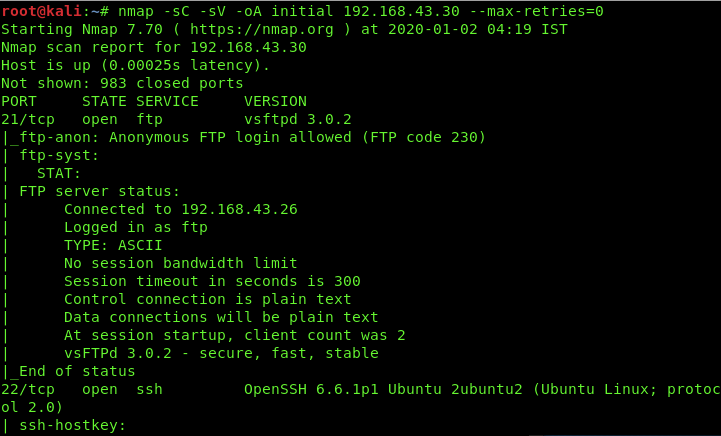 root@kali:~# nmap -sC -sV -oA initial 192.168.43.30 --max-retries=0
Starting Nmap 7.70 ( https://nmap.org ) at 2020-01-02 04:19 IST
Nmap scan report for 192.168.43.30
Host is up (0.00025s latency).
Not shown: 983 closed ports
PORT     STATE SERVICE     VERSION
21/tcp   open  ftp         vsftpd 3.0.2
|_ftp-anon: Anonymous FTP login allowed (FTP code 230)
| ftp-syst:
|   STAT:
| FTP server status:
|      Connected to 192.168.43.26
|      Logged in as ftp
|      TYPE: ASCII
|      No session bandwidth limit
|      Session timeout in seconds is 300
|      Control connection is plain text
|      Data connections will be plain text
|      At session startup, client count was 2
|      vsFTPd 3.0.2 - secure, fast, stable
|_End of status
22/tcp   open  ssh         OpenSSH 6.6.1p1 Ubuntu 2ubuntu2 (Ubuntu Linux; protoc
ol 2.0)
| ssh-hostkey: